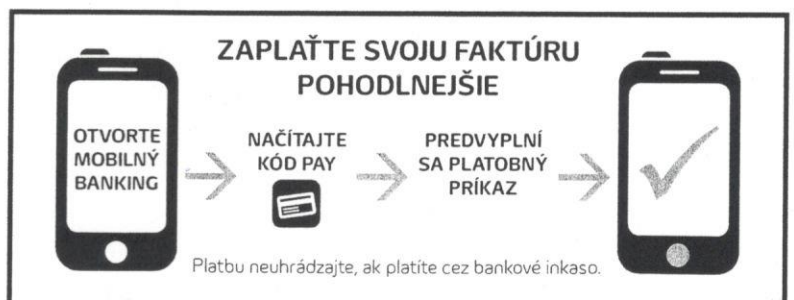 ZAPLAŤTE SVOJU FAKTÚRU
POHODLNEJŠIE
OTVORTE
MOBILNÝ
BANKING
NAČÍTAJTE
KÓD PAY
PREDVYPLNÍ
SA PLATOBNÝ
PRÍKAZ
Platbu neuhrádzajte, ak platíte cez bankové inkaso.